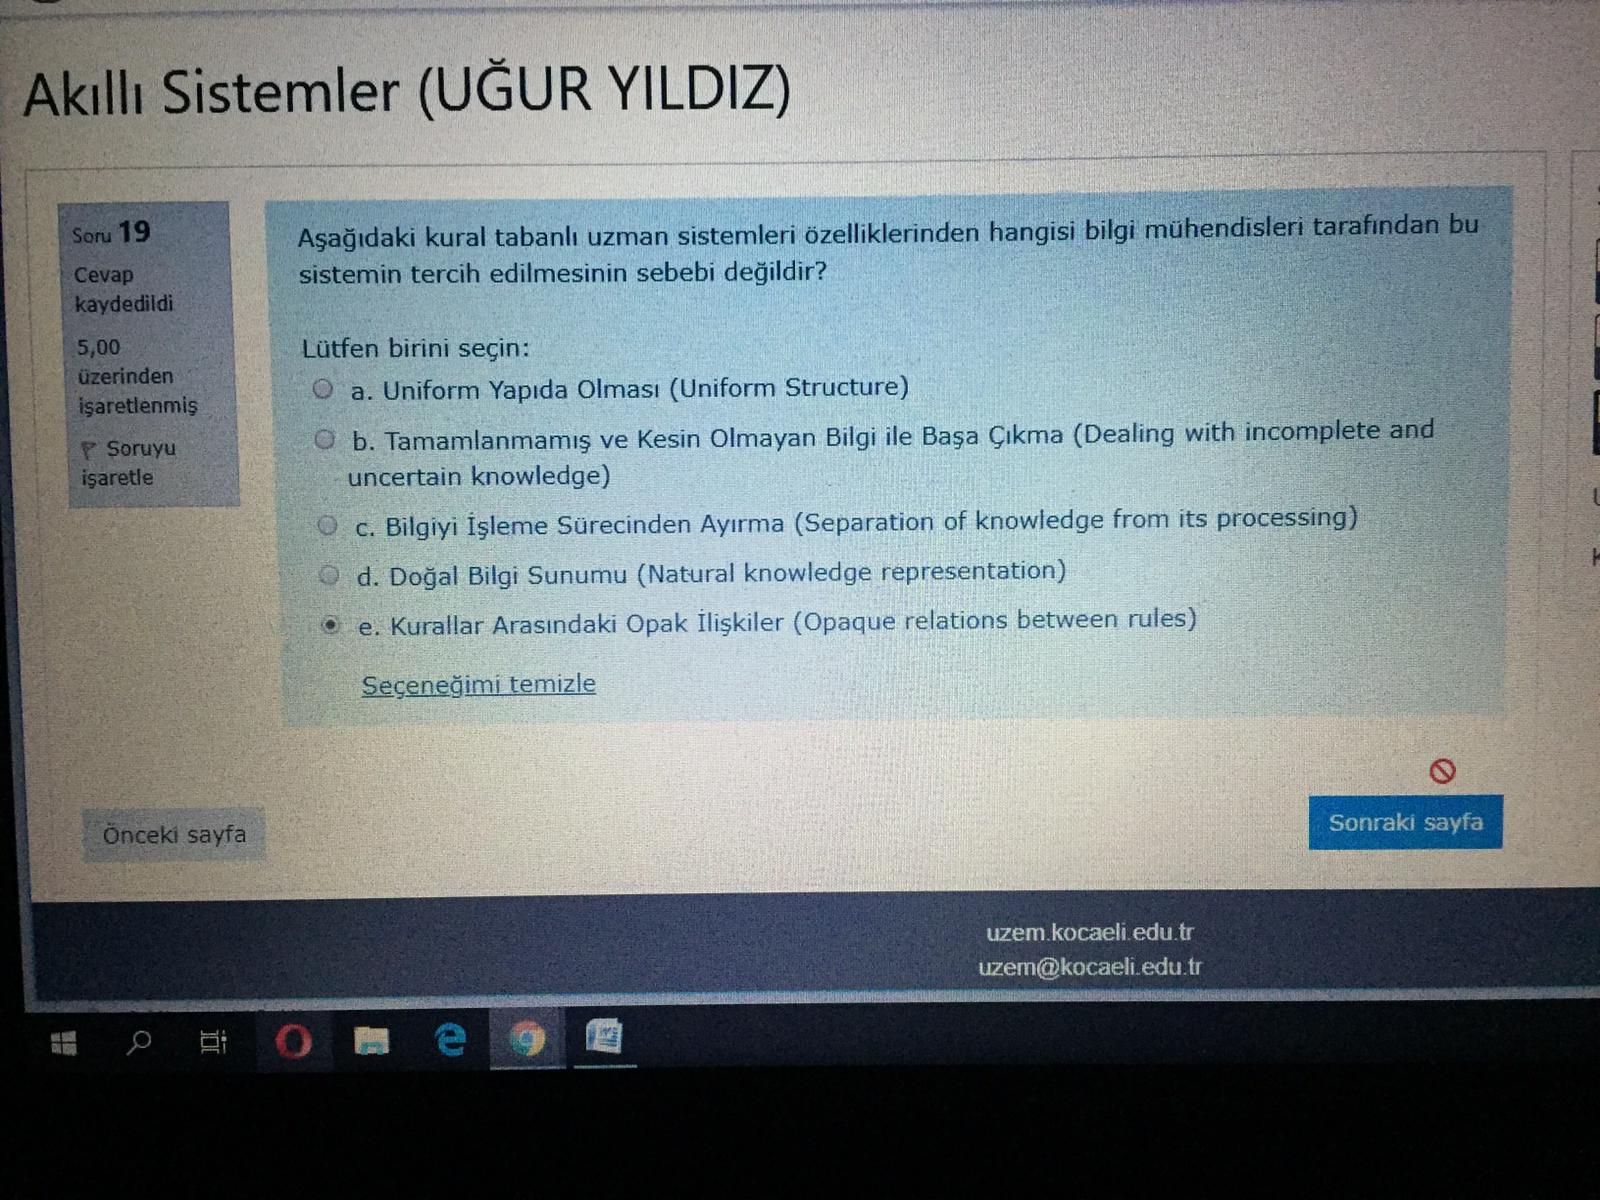 Akıllı Sistemler (UĞUR YILDIZ)
Soru 19
Cevap
kaydedildi
5,00
üzerinden
işaretlenmiş
Soruyu
işaretle
Aşağıdaki kural tabanlı uzman sistemleri özelliklerinden hangisi bilgi mühendisleri tarafından bu
sistemin tercih edilmesinin sebebi değildir?
Lütfen birini seçin:
a. Uniform Yapıda Olması (Uniform Structure)
b. Tamamlanmamış ve Kesin Olmayan Bilgi ile Başa Çıkma (Dealing with incomplete and
uncertain knowledge)
c. Bilgiyi İşleme Sürecinden Ayırma (Separation of knowledge from its processing)
d. Doğal Bilgi Sunumu (Natural knowledge representation)
e. Kurallar Arasındaki Opak İlişkiler (Opaque relations between rules)
Seçeneğimi temizle
Önceki sayfa
Sonraki sayfa
uzem.kocaeli.edu.tr
uzem@kocaeli.edu.tr